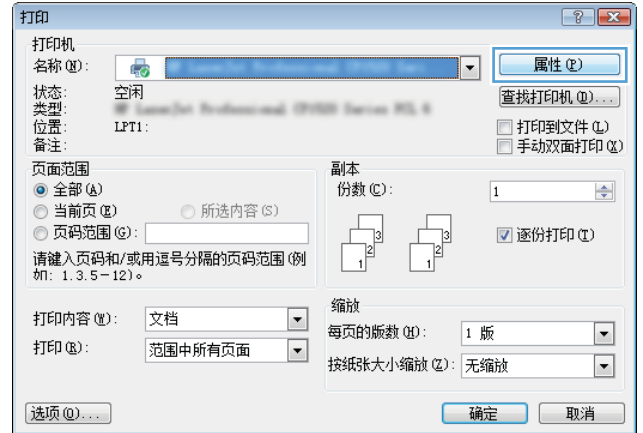 打印
打印机
名称(N):
属性(P)
状态: 空闲
类型:
查找打印机(D)...
位置: LPT1:
打印到文件(L)
备注:
手动双面打印(X)
页面范围
全部(A)
当前页(E) 所选内容(S)
页码范围(G):
请键入页码和/或用逗号分隔的页码范围(例
如: 1.3.5-12)。
副本
份数(C): 1
3 3
2 2
1 1
逐份打印(T)
打印内容(W): 文档
打印(R): 范围中所有页面
缩放
每页的版数(H): 1 版
按纸张大小缩放(Z): 无缩放
选项(O)...
确定
取消